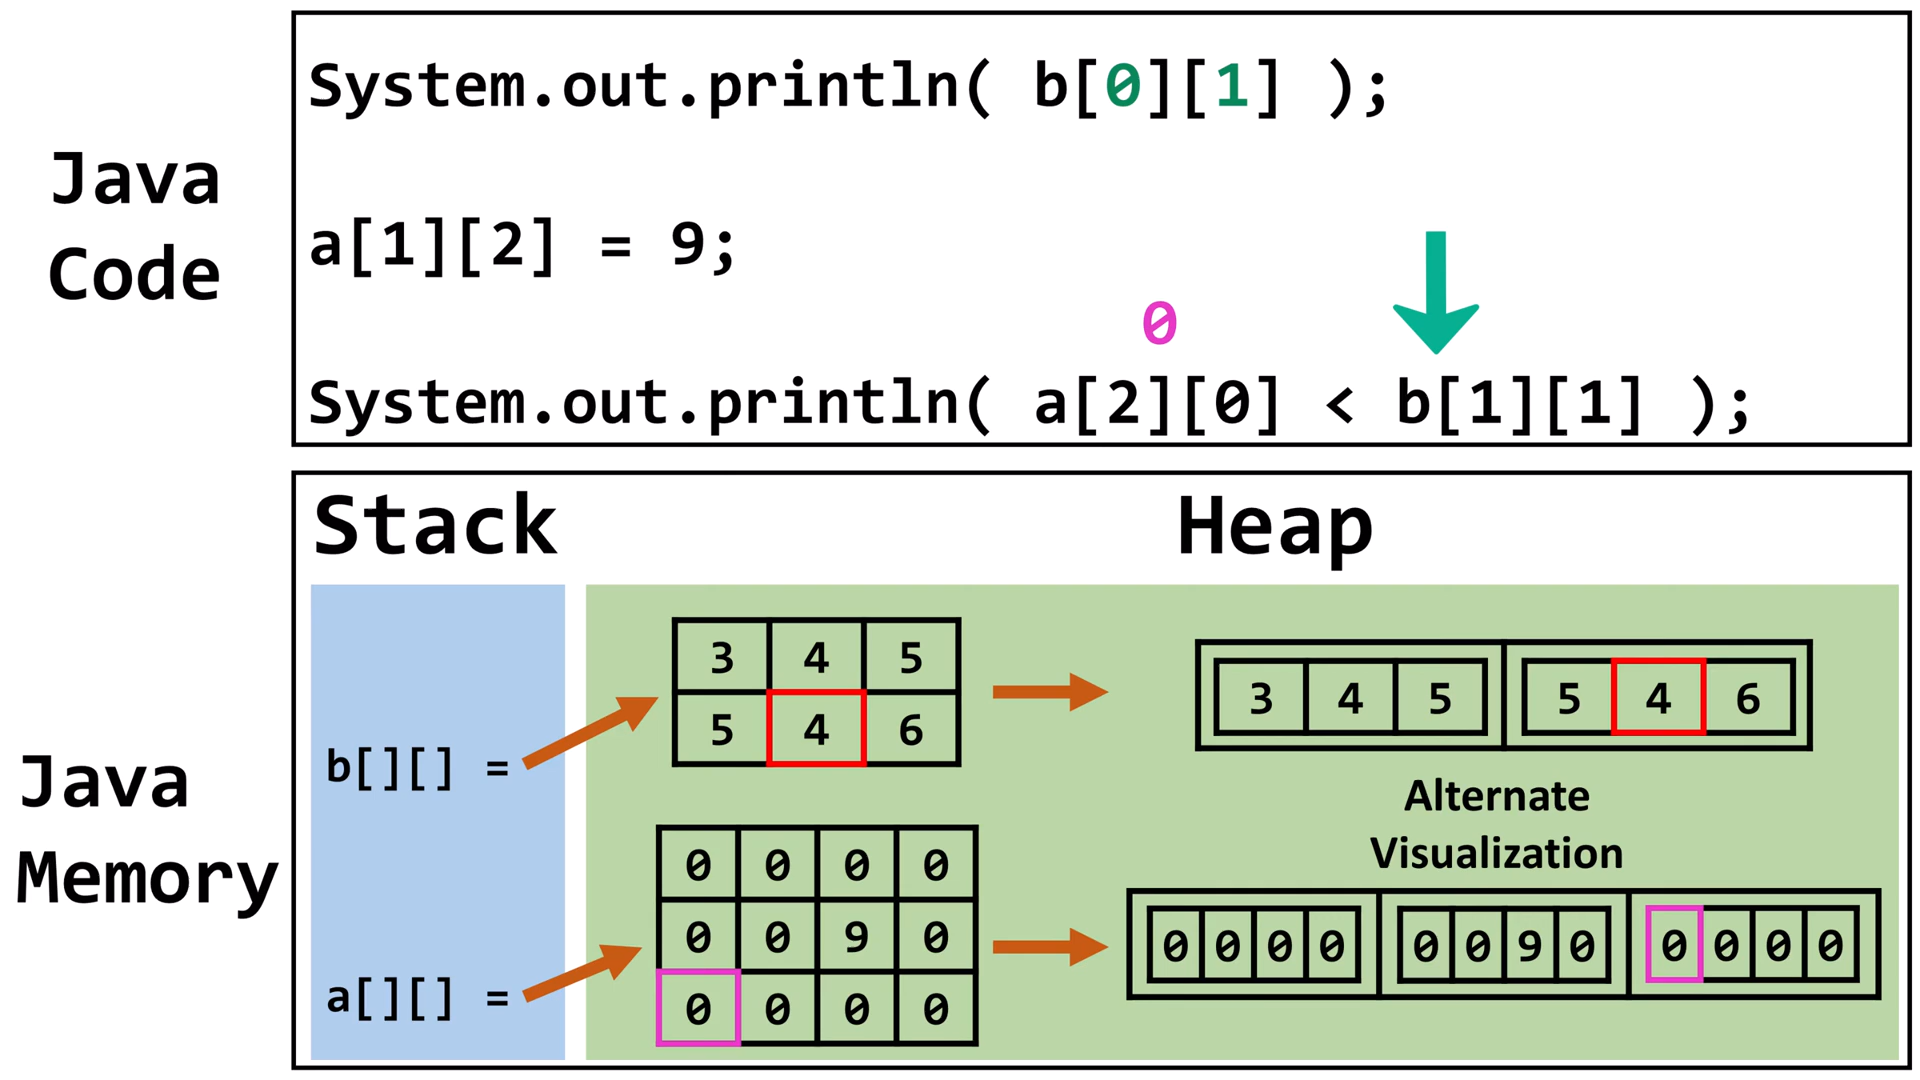 Java
Code
System.out.println( b[0][1] );
a[1][2] = 9;
0
System.out.println( a[2][0] < b[1][1] );
Java
Memory
Stack
Heap
b[][] =
3 4 5
5 4 6
3 4 5 5 4 6
Alternate
Visualization
a[][] =
0 0 0 0
0 0 9 0
0 0 0 0
0 0 0 0 0 0 9 0 0 0 0 0